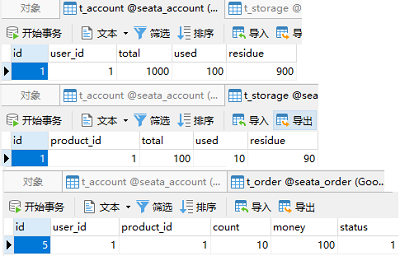 对象 t_account @seata_account (... t_storage @
开始事务 文本 筛选 排序 导入 导
id user_id total used residue
1 1 1000 100 900
对象 t_account @seata_account (... t_storage @sea
开始事务 文本 筛选 排序 导入 导出
id product_id total used residue
1 1 100 10 90
对象 t_account @seata_account (... t_order @seata_order (Goo...
开始事务 文本 筛选 排序 导入 导出
id user_id product_id count money status
5 1 1 10 100 1